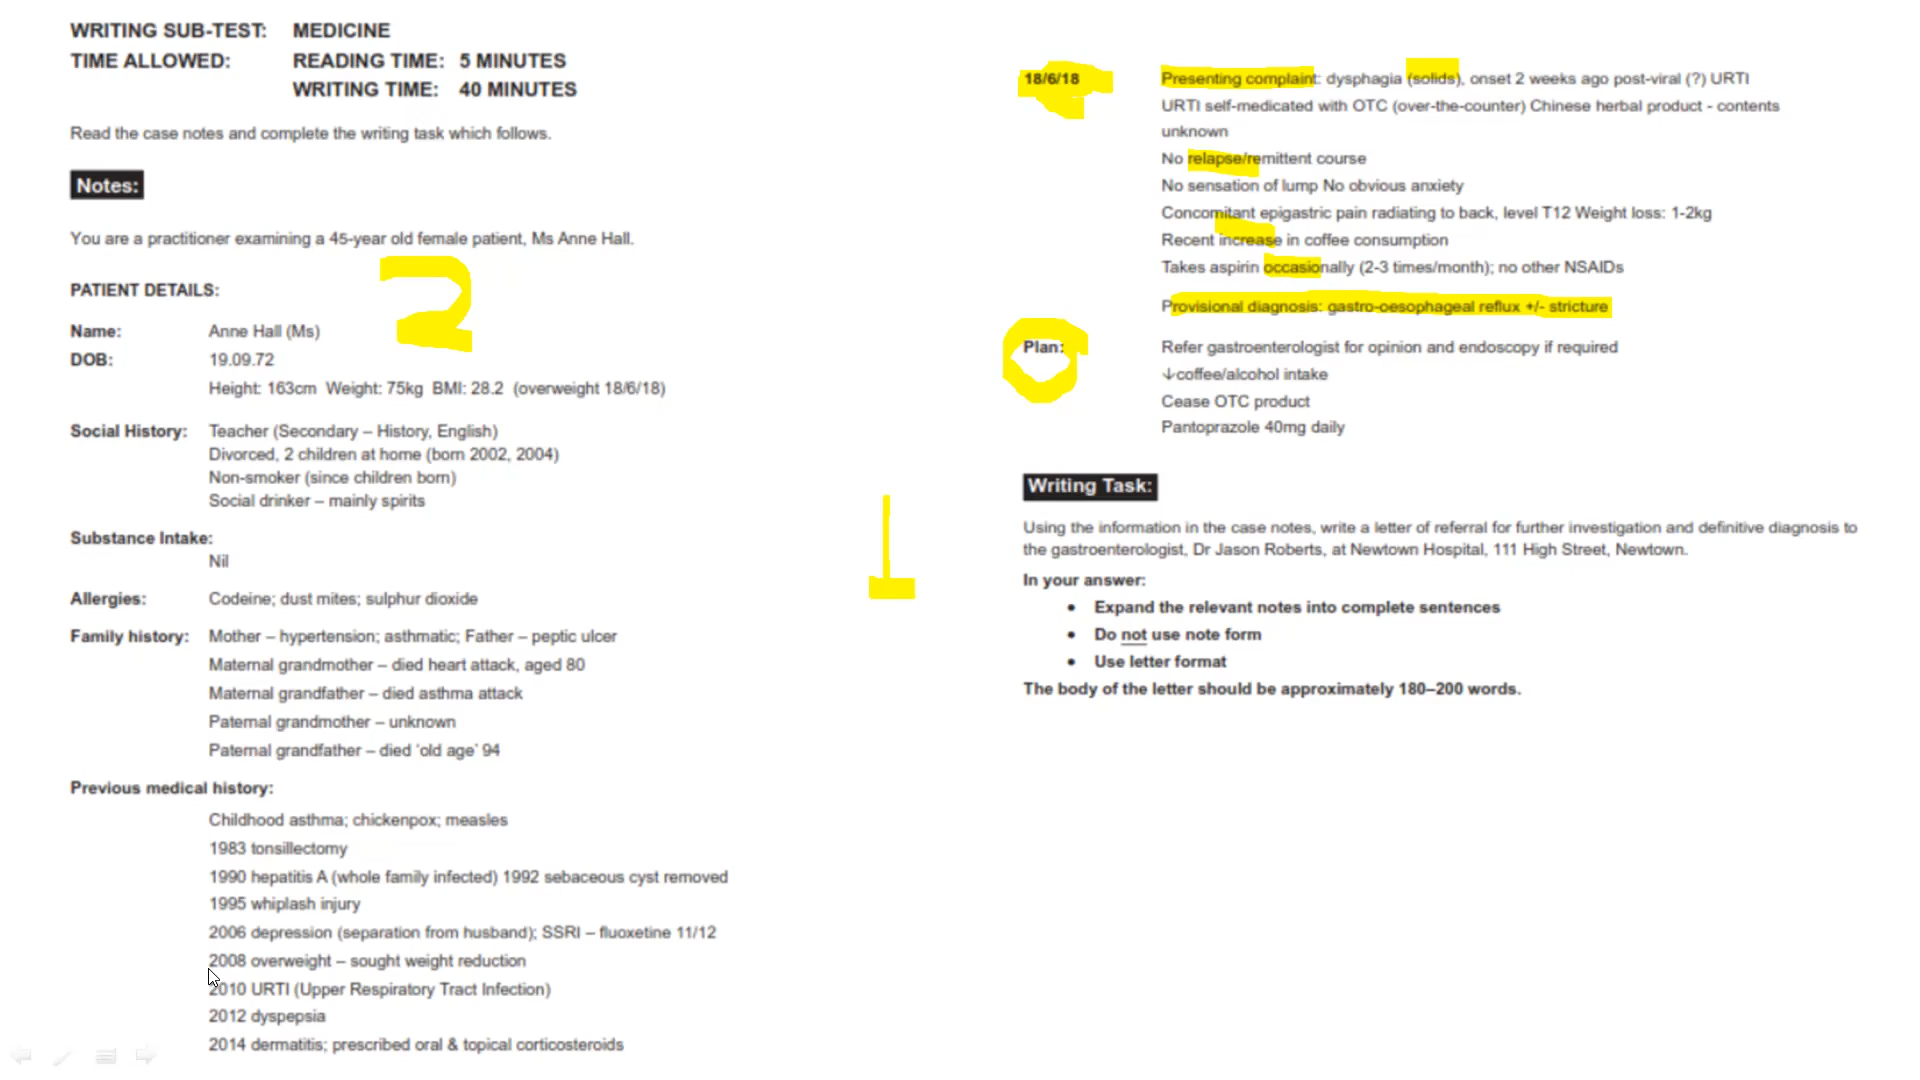 WRITING SUB-TEST: MEDICINE
TIME ALLOWED: READING TIME: 5 MINUTES
WRITING TIME: 40 MINUTES
Read the case notes and complete the writing task which follows.
Notes:
You are a practitioner examining a 45-year old female patient, Ms Anne Hall.
PATIENT DETAILS:
2
Name: Anne Hall (Ms)
DOB: 19.09.72
Height: 163cm Weight: 75kg BMI: 28.2 (overweight 18/6/18)
Social History: Teacher (Secondary – History, English)
Divorced, 2 children at home (born 2002, 2004)
Non-smoker (since children born)
Social drinker – mainly spirits
Substance Intake:
Nil
Allergies: Codeine; dust mites; sulphur dioxide
Family history: Mother – hypertension; asthmatic; Father – peptic ulcer
Maternal grandmother – died heart attack, aged 80
Maternal grandfather – died asthma attack
Paternal grandmother – unknown
Paternal grandfather – died ‘old age’ 94
Previous medical history:
Childhood asthma; chickenpox; measles
1983 tonsillectomy
1990 hepatitis A (whole family infected) 1992 sebaceous cyst removed
1995 whiplash injury
2006 depression (separation from husband); SSRI – fluoxetine 11/12
2008 overweight – sought weight reduction
2010 URTI (Upper Respiratory Tract Infection)
2012 dyspepsia
2014 dermatitis; prescribed oral & topical corticosteroids
1
18/6/18 Presenting complaint: dysphagia (solids), onset 2 weeks ago post-viral (?) URTI
URTI self-medicated with OTC (over-the-counter) Chinese herbal product - contents
unknown
No relapse/remittent course
No sensation of lump No obvious anxiety
Concomitant epigastric pain radiating to back, level T12 Weight loss: 1-2kg
Recent increase in coffee consumption
Takes aspirin occasionally (2-3 times/month); no other NSAIDs
Provisional diagnosis: gastro-oesophageal reflux +/- stricture
Plan: Refer gastroenterologist for opinion and endoscopy if required
↓coffee/alcohol intake
Cease OTC product
Pantoprazole 40mg daily
Writing Task:
Using the information in the case notes, write a letter of referral for further investigation and definitive diagnosis to
the gastroenterologist, Dr Jason Roberts, at Newtown Hospital, 111 High Street, Newtown.
In your answer:
• Expand the relevant notes into complete sentences
• Do not use note form
• Use letter format
The body of the letter should be approximately 180–200 words.